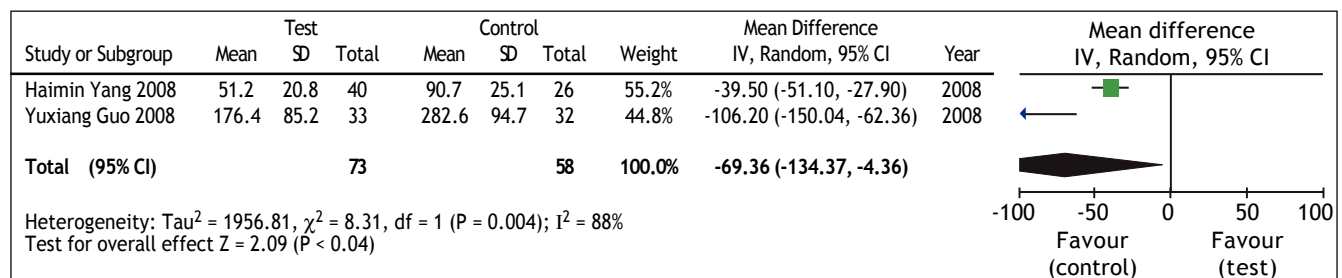 Test Control Mean Difference Mean difference
Study or Subgroup Mean SD Total Mean SD Total Weight IV, Random, 95% CI Year IV, Random, 95% CI
Haimin Yang 2008 51.2 20.8 40 90.7 25.1 26 55.2% -39.50 (-51.10, -27.90) 2008
Yuxiang Guo 2008 176.4 85.2 33 282.6 94.7 32 44.8% -106.20 (-150.04, -62.36) 2008
Total (95% CI) 73 58 100.0% -69.36 (-134.37, -4.36)
Heterogeneity: Tau² = 1956.81, χ² = 8.31, df = 1 (P = 0.004); I² = 88%
Test for overall effect Z = 2.09 (P < 0.04)
-100 -50 0 50 100
Favour Favour
(control) (test)